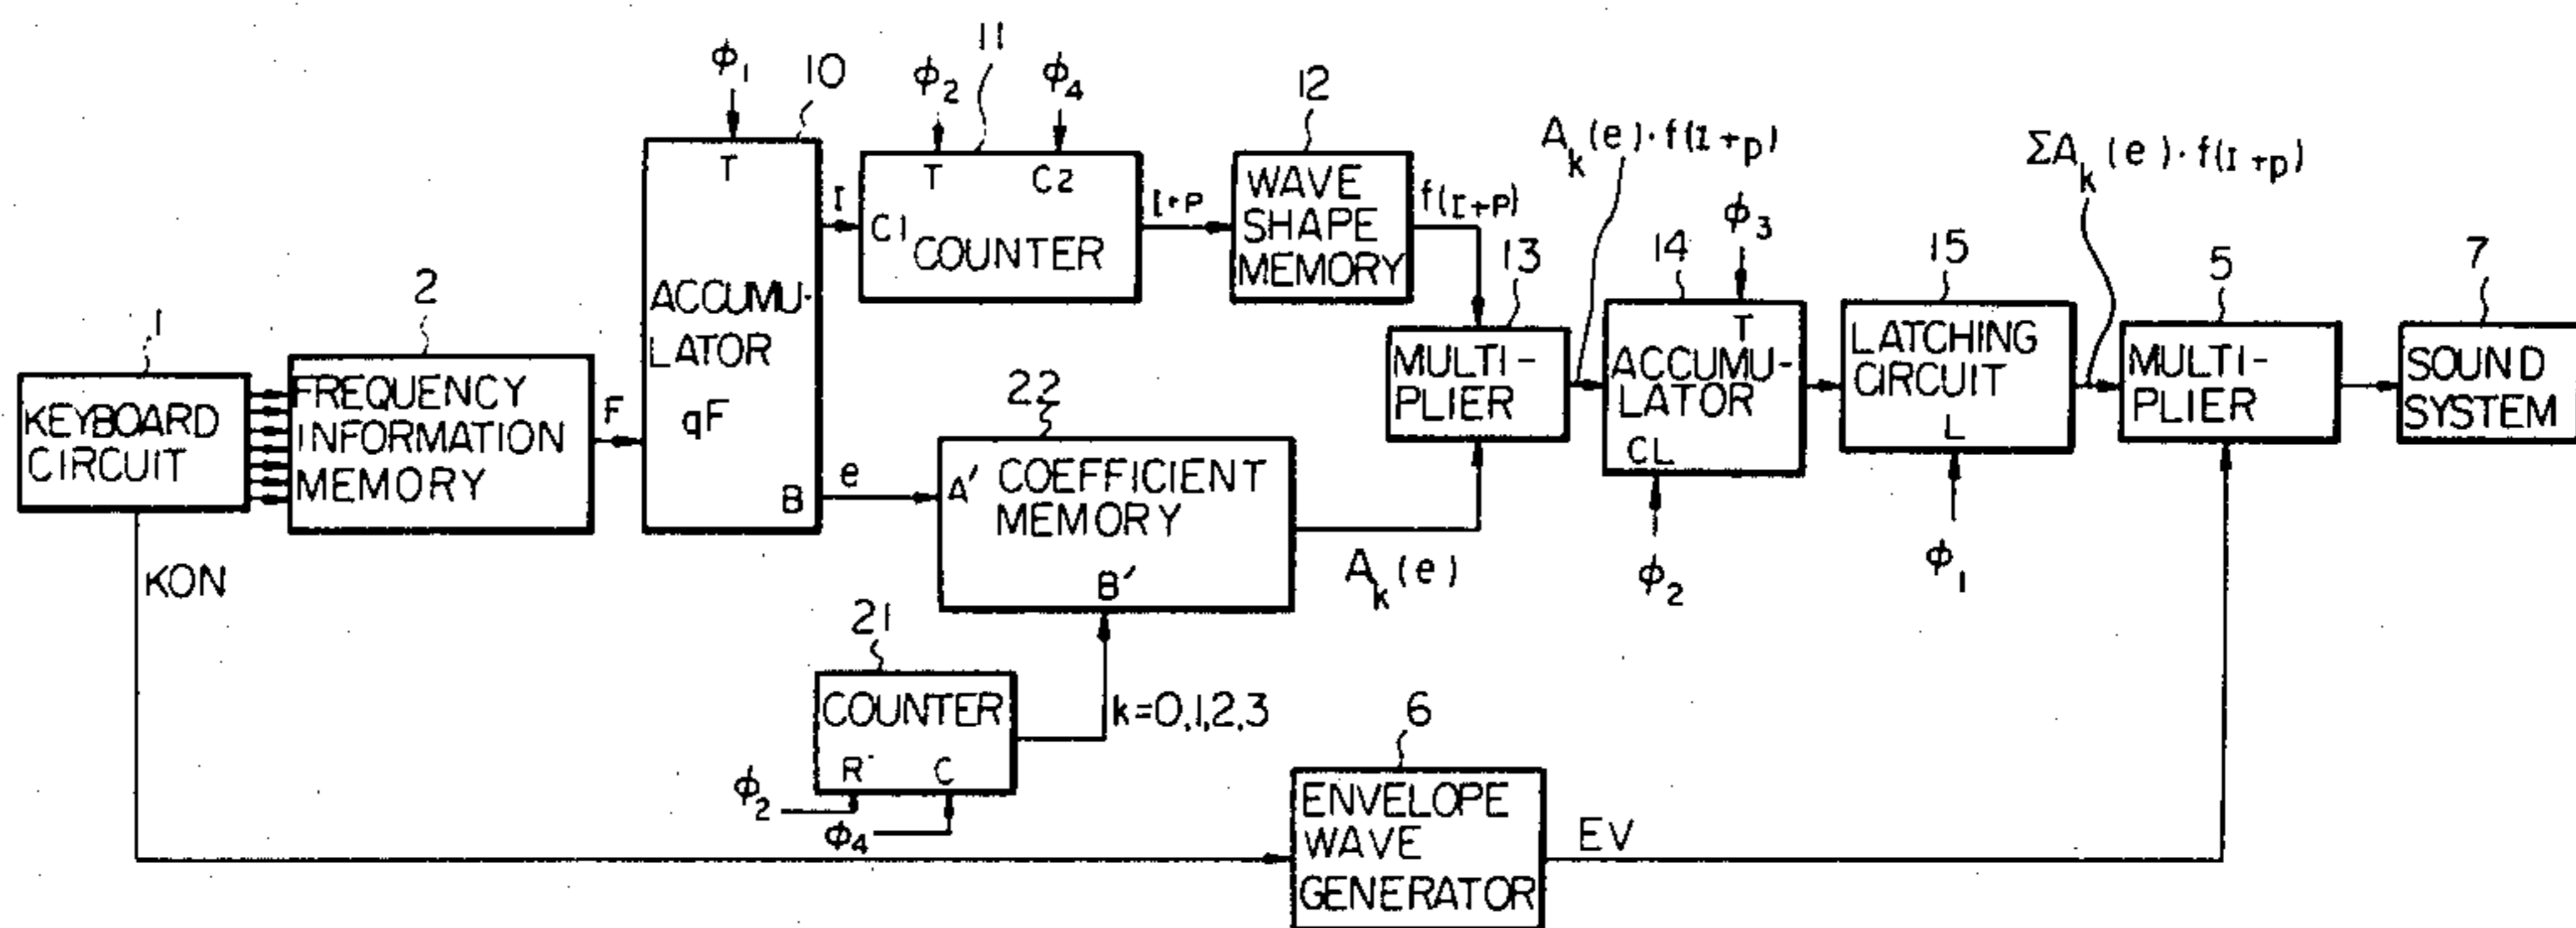 1
KEYBOARD
CIRCUIT
KON
2
FREQUENCY
INFORMATION
MEMORY
F
ϕ₁
10
T
ACCUMU-
LATOR
qF
B
I
e
ϕ₂
11
ϕ₄
T
C2
C1
COUNTER
I+P
12
WAVE
SHAPE
MEMORY
f(I+P)
22
A′
COEFFICIENT
MEMORY
B′
Aₖ(e)
21
COUNTER
R
C
ϕ₂
ϕ₄
k=0,1,2,3
13
MULTI-
PLIER
Aₖ(e)·f(I+p)
14
ϕ₃
T
ACCUMU-
LATOR
CL
ϕ₂
15
LATCHING
CIRCUIT
L
ϕ₁
ΣAₖ(e)·f(I+p)
5
MULTI-
PLIER
7
SOUND
SYSTEM
6
ENVELOPE
WAVE
GENERATOR
EV